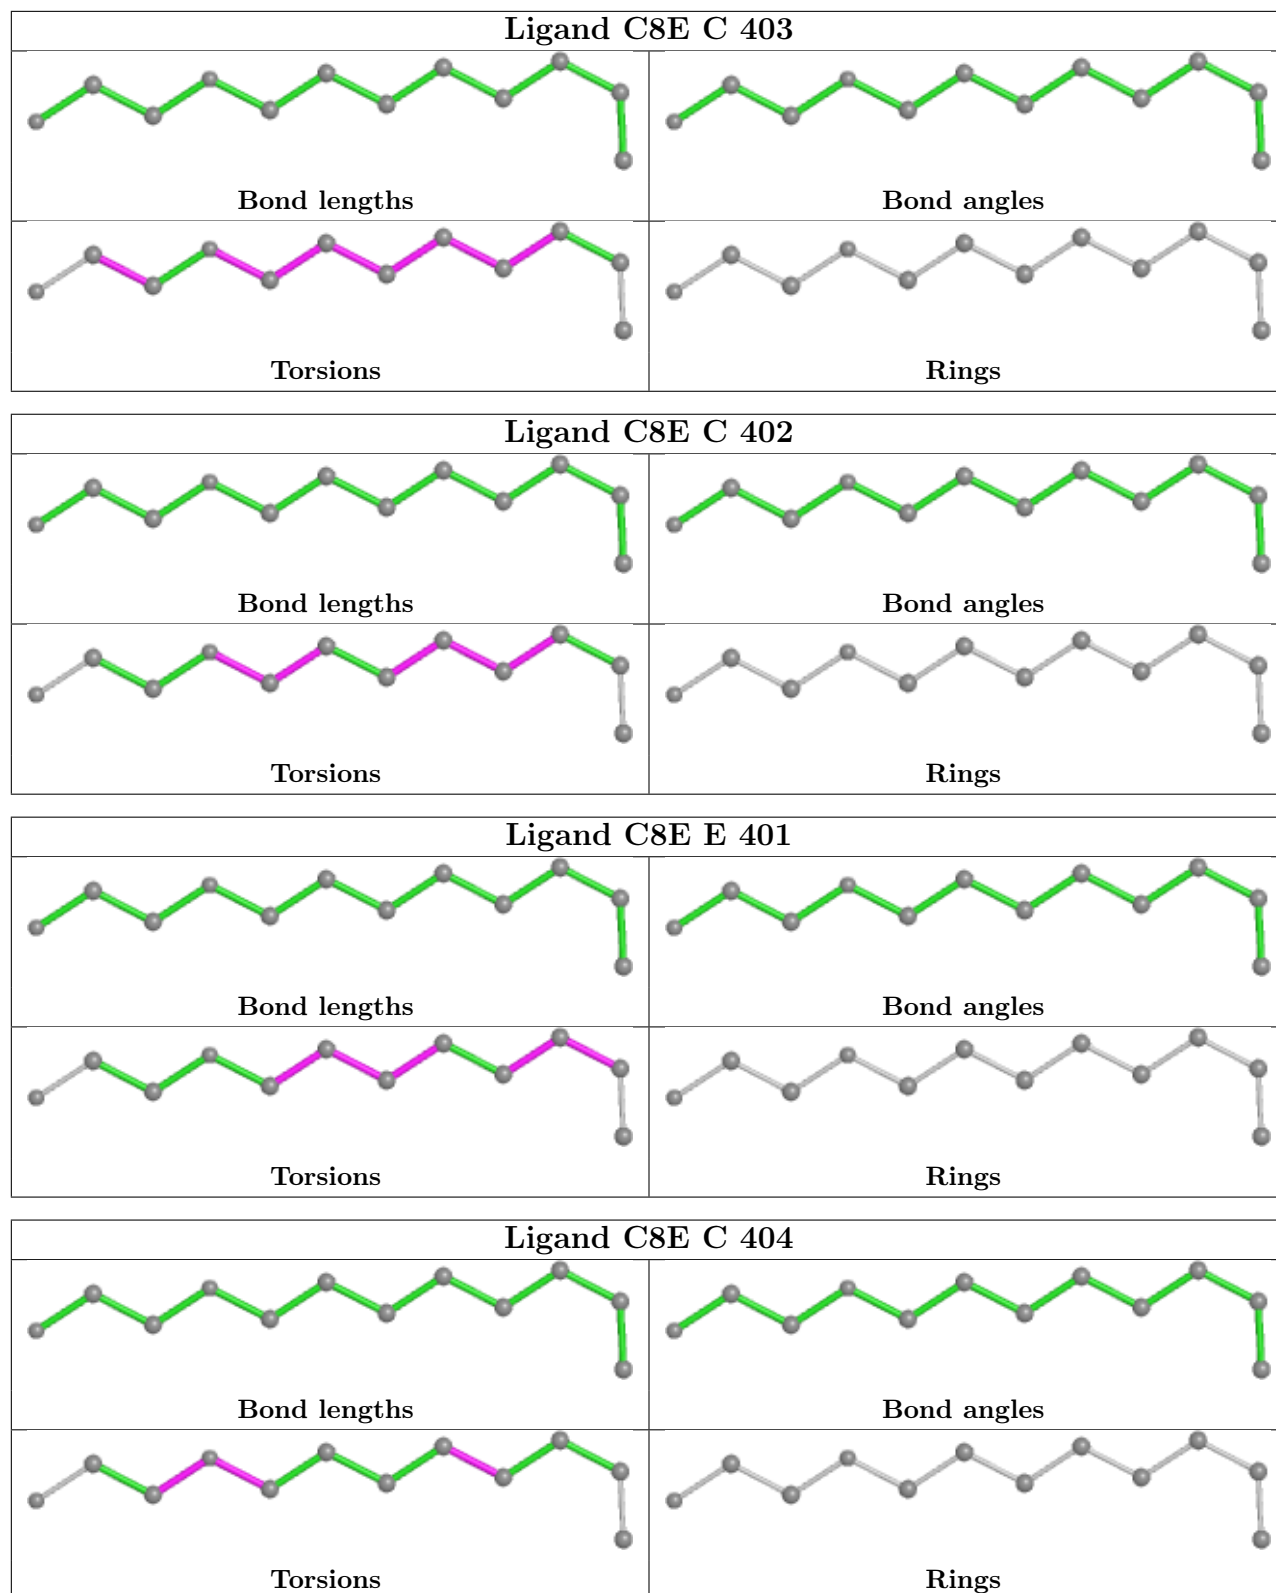 Ligand C8E C 403
Bond lengths
Bond angles
Torsions
Rings
Ligand C8E C 402
Bond lengths
Bond angles
Torsions
Rings
Ligand C8E E 401
Bond lengths
Bond angles
Torsions
Rings
Ligand C8E C 404
Bond lengths
Bond angles
Torsions
Rings